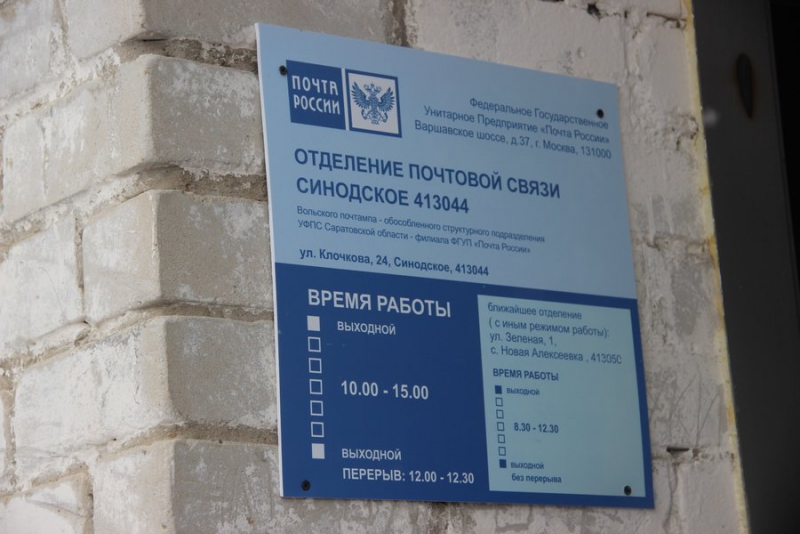 ПОЧТА
РОССИИ
Федеральное Государственное
Унитарное Предприятие «Почта России»
Варшавское шоссе, д.37, г. Москва, 131000
ОТДЕЛЕНИЕ ПОЧТОВОЙ СВЯЗИ
СИНОДСКОЕ 413044
Вольского почтампа - обособленного структурного подразделения
УФПС Саратовской области - филиала ФГУП «Почта России»
ул. Клочкова, 24, Синодское, 413044
ВРЕМЯ РАБОТЫ
ВЫХОДНОЙ
10.00 - 15.00
ВЫХОДНОЙ
ПЕРЕРЫВ: 12.00 - 12.30
ближайшее отделение
( с иным режимом работы):
ул. Зеленая, 1,
с. Новая Алексеевка , 413050
ВРЕМЯ РАБОТЫ
ВЫХОДНОЙ
8.30 - 12.30
ВЫХОДНОЙ
без перерыва